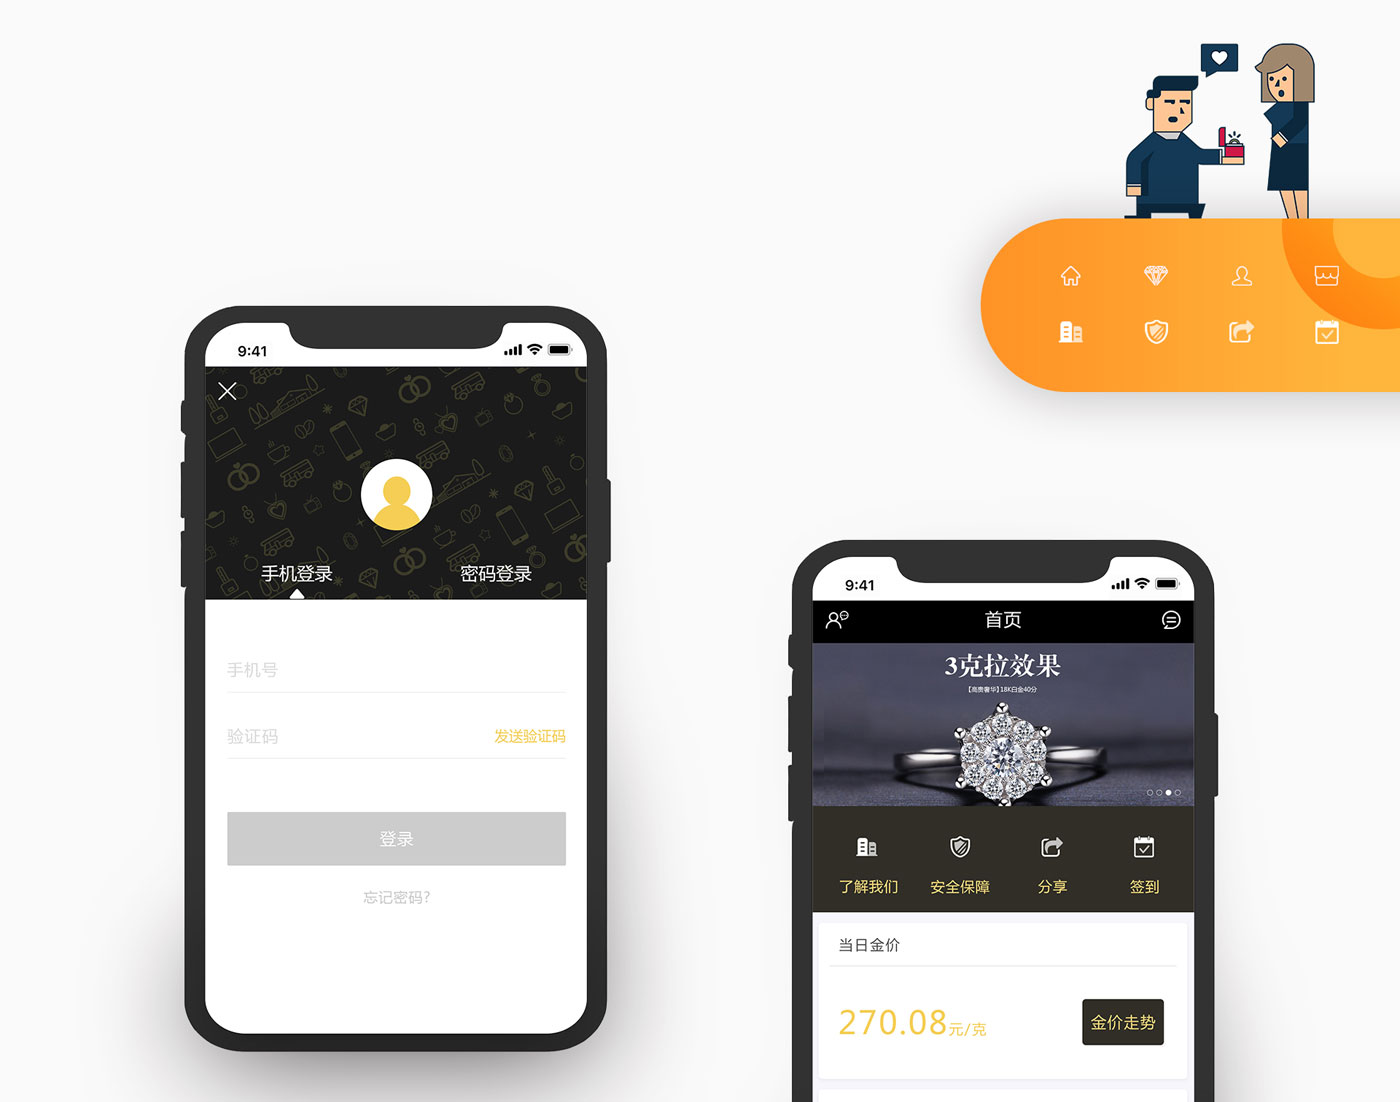 9:41
手机登录
密码登录
手机号
验证码
发送验证码
登录
忘记密码?
9:41
首页
3克拉效果
【高贵奢华】18K白金40分
了解我们
安全保障
分享
签到
当日金价
270.08元/克
金价走势